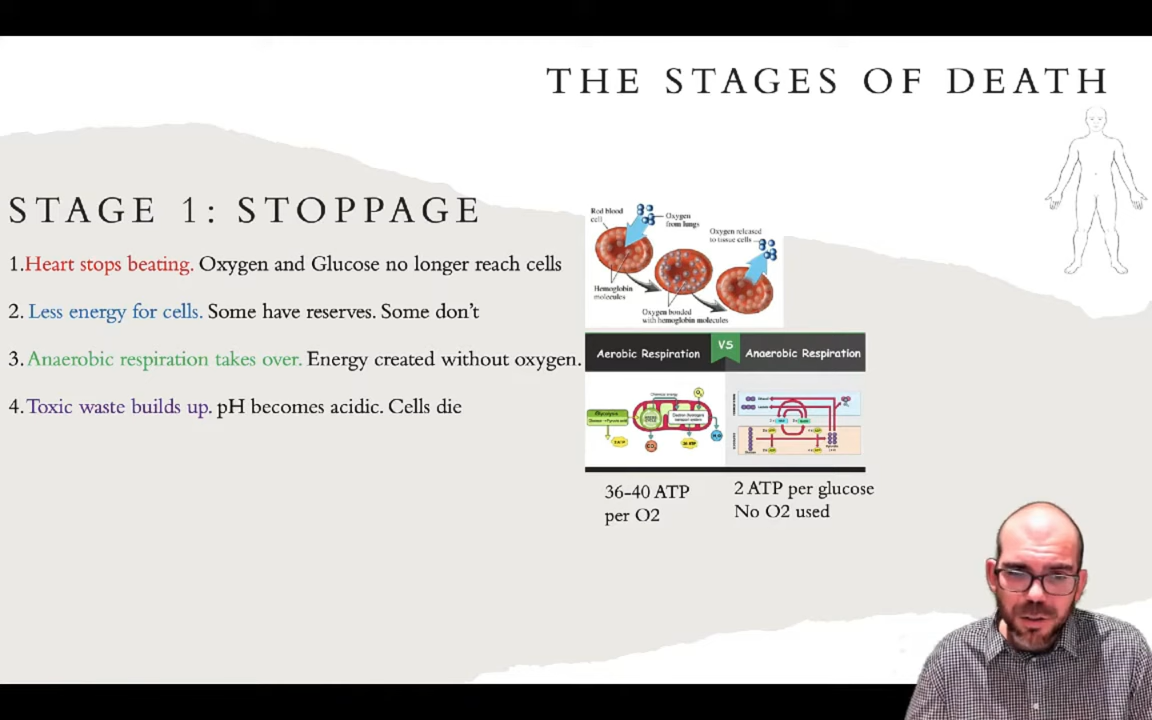 THE STAGES OF DEATH
STAGE 1: STOPPAGE
1.Heart stops beating. Oxygen and Glucose no longer reach cells
2. Less energy for cells. Some have reserves. Some don't
3. Anaerobic respiration takes over. Energy created without oxygen.
4. Toxic waste builds up. pH becomes acidic. Cells die
Red blood
cell
Oxygen
from lungs
Oxygen released
to tissue cells
Hemoglobin
molecules
Oxygen bonded
with hemoglobin molecules
Aerobic Respiration
VS
Anaerobic Respiration
36-40 ATP
per O2
2 ATP per glucose
No O2 used